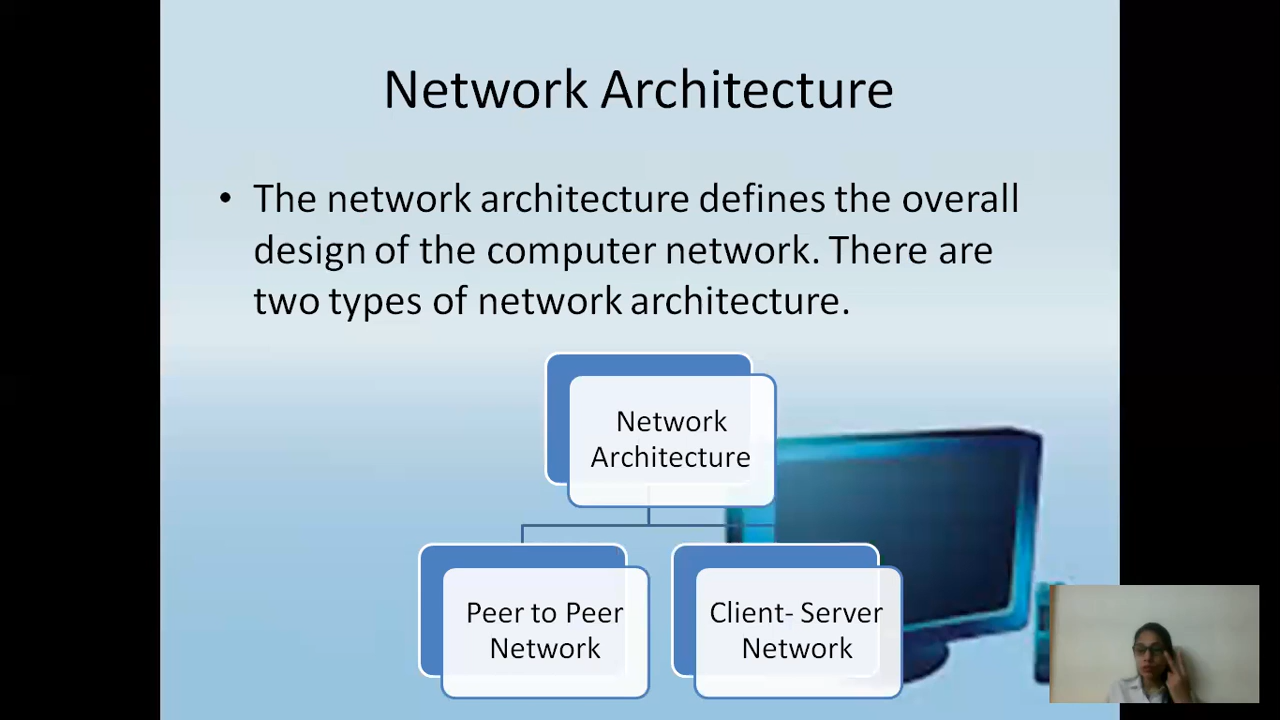 Network Architecture
• The network architecture defines the overall
design of the computer network. There are
two types of network architecture.
Network
Architecture
Peer to Peer
Network
Client- Server
Network